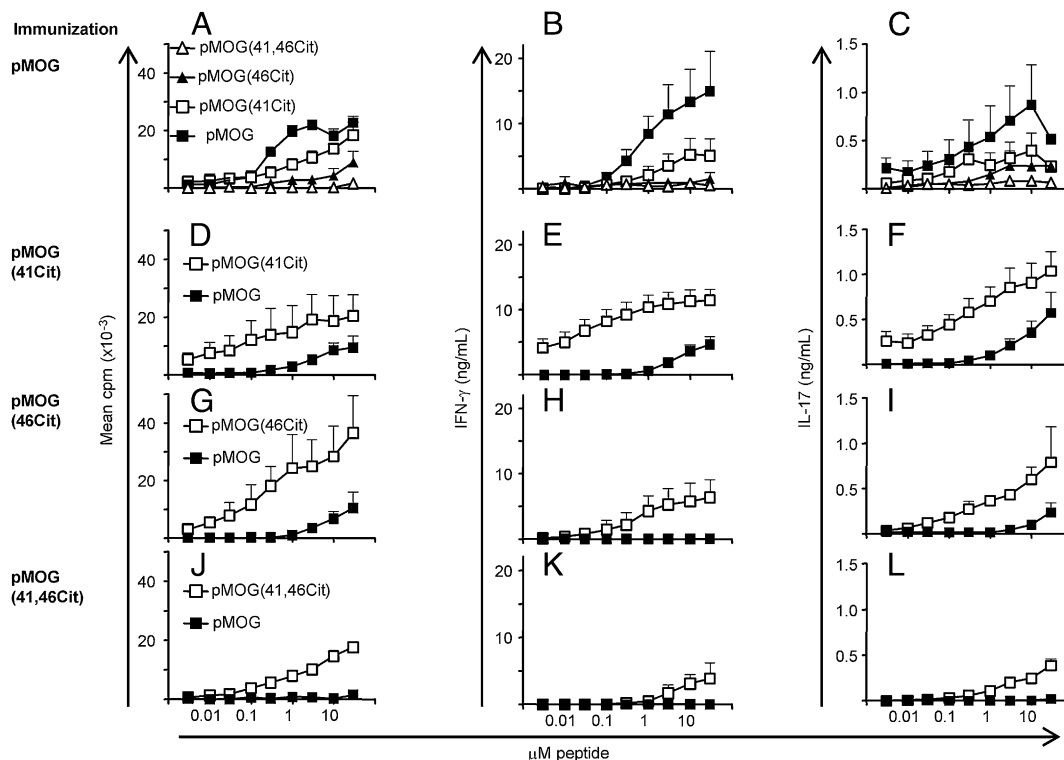 Immunization
A
B
C
pMOG
pMOG(41,46Cit)
pMOG(46Cit)
pMOG(41Cit)
pMOG
40
20
20
10
1.5
1.0
0.5
pMOG
(41Cit)
D
E
F
pMOG(41Cit)
pMOG
40
20
20
10
1.5
1.0
0.5
pMOG
(46Cit)
G
H
I
pMOG(46Cit)
pMOG
40
20
20
10
1.5
1.0
0.5
pMOG
(41,46Cit)
J
K
L
pMOG(41,46Cit)
pMOG
40
20
20
10
1.5
1.0
0.5
0.01 0.1 1 10
0.01 0.1 1 10
0.01 0.1 1 10
Mean cpm (x10⁻³)
IFN-γ (ng/mL)
IL-17 (ng/mL)
μM peptide